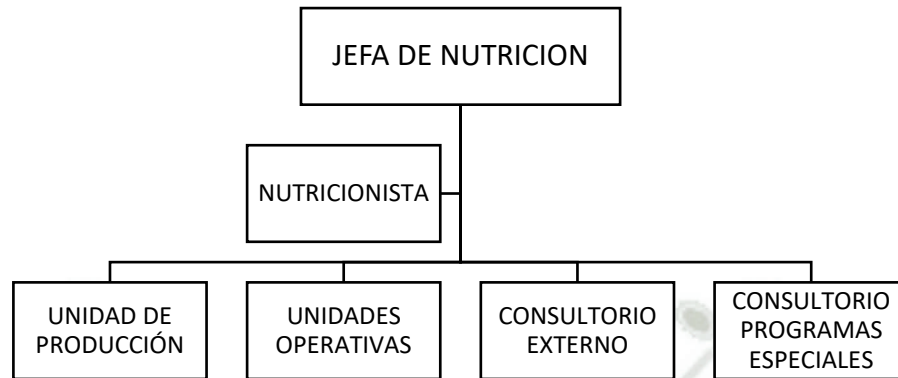 JEFA DE NUTRICION
NUTRICIONISTA
UNIDAD DE
PRODUCCIÓN
UNIDADES
OPERATIVAS
CONSULTORIO
EXTERNO
CONSULTORIO
PROGRAMAS
ESPECIALES